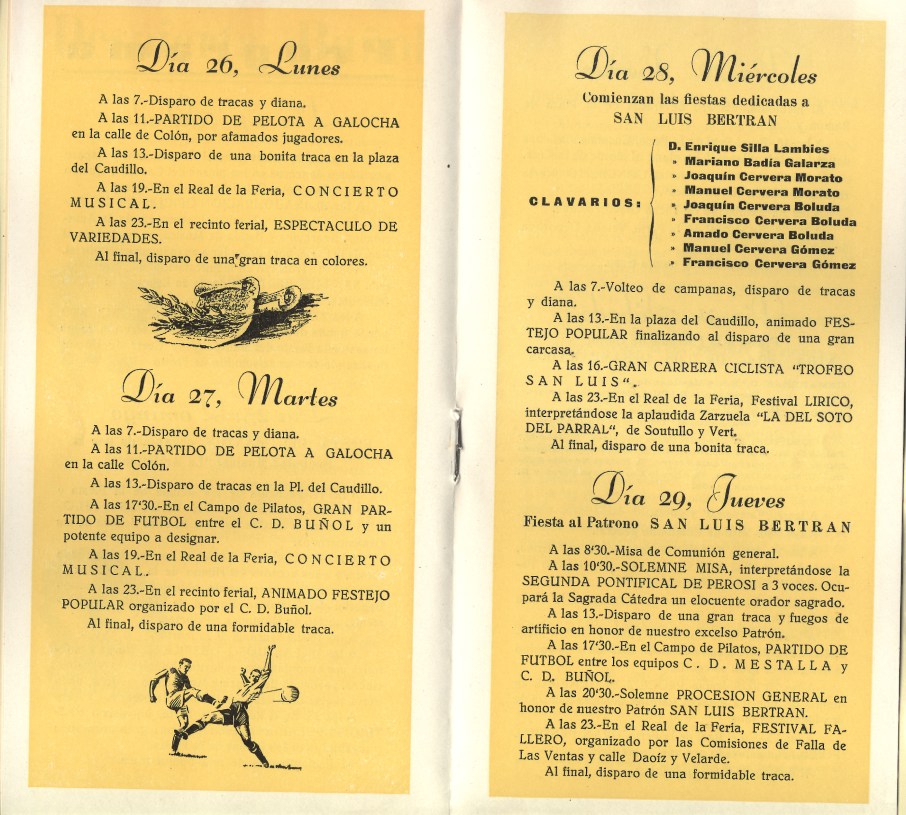 Día 26, Lunes
A las 7.-Disparo de tracas y diana.
A las 11.-PARTIDO DE PELOTA A GALOCHA
en la calle de Colón, por afamados jugadores.
A las 13.-Disparo de una bonita traca en la plaza
del Caudillo.
A las 19.-En el Real de la Feria, CONCIERTO
MUSICAL.
A las 23.-En el recinto ferial, ESPECTACULO DE
VARIEDADES.
Al final, disparo de una gran traca en colores.
Día 27, Martes
A las 7.-Disparo de tracas y diana.
A las 11.-PARTIDO DE PELOTA A GALOCHA
en la calle Colón.
A las 13.-Disparo de tracas en la Pl. del Caudillo.
A las 17'30.-En el Campo de Pilatos, GRAN PAR-
TIDO DE FUTBOL entre el C. D. BUÑOL y un
potente equipo a designar.
A las 19.-En el Real de la Feria, CONCIERTO
MUSICAL.
A las 23.-En el recinto ferial, ANIMADO FESTEJO
POPULAR organizado por el C. D. Buñol.
Al final, disparo de una formidable traca.
Día 28, Miércoles
Comienzan las fiestas dedicadas a
SAN LUIS BERTRAN
CLAVARIOS:
D. Enrique Silla Lambies
» Mariano Badía Galarza
» Joaquín Cervera Morato
» Manuel Cervera Morato
» Joaquín Cervera Boluda
» Francisco Cervera Boluda
» Amado Cervera Boluda
» Manuel Cervera Gómez
» Francisco Cervera Gómez
A las 7.-Volteo de campanas, disparo de tracas
y diana.
A las 13.-En la plaza del Caudillo, animado FES-
TEJO POPULAR finalizando al disparo de una gran
carcasa.
A las 16.-GRAN CARRERA CICLISTA "TROFEO
SAN LUIS".
A las 23.-En el Real de la Feria, Festival LIRICO,
interpretándose la aplaudida Zarzuela "LA DEL SOTO
DEL PARRAL", de Soutullo y Vert.
Al final, disparo de una bonita traca.
Día 29, Jueves
Fiesta al Patrono SAN LUIS BERTRAN
A las 8'30.-Misa de Comunión general.
A las 10'30.-SOLEMNE MISA, interpretándose la
SEGUNDA PONTIFICAL DE PEROSI a 3 voces. Ocu-
pará la Sagrada Cátedra un elocuente orador sagrado.
A las 13.-Disparo de una gran traca y fuegos de
artificio en honor de nuestro excelso Patrón.
A las 17'30.-En el Campo de Pilatos, PARTIDO DE
FUTBOL entre los equipos C. D. MESTALLA y
C. D. BUÑOL.
A las 20'30.-Solemne PROCESION GENERAL en
honor de nuestro Patrón SAN LUIS BERTRAN.
A las 23.-En el Real de la Feria, FESTIVAL FA-
LLERO, organizado por las Comisiones de Falla de
Las Ventas y calle Daoíz y Velarde.
Al final, disparo de una formidable traca.